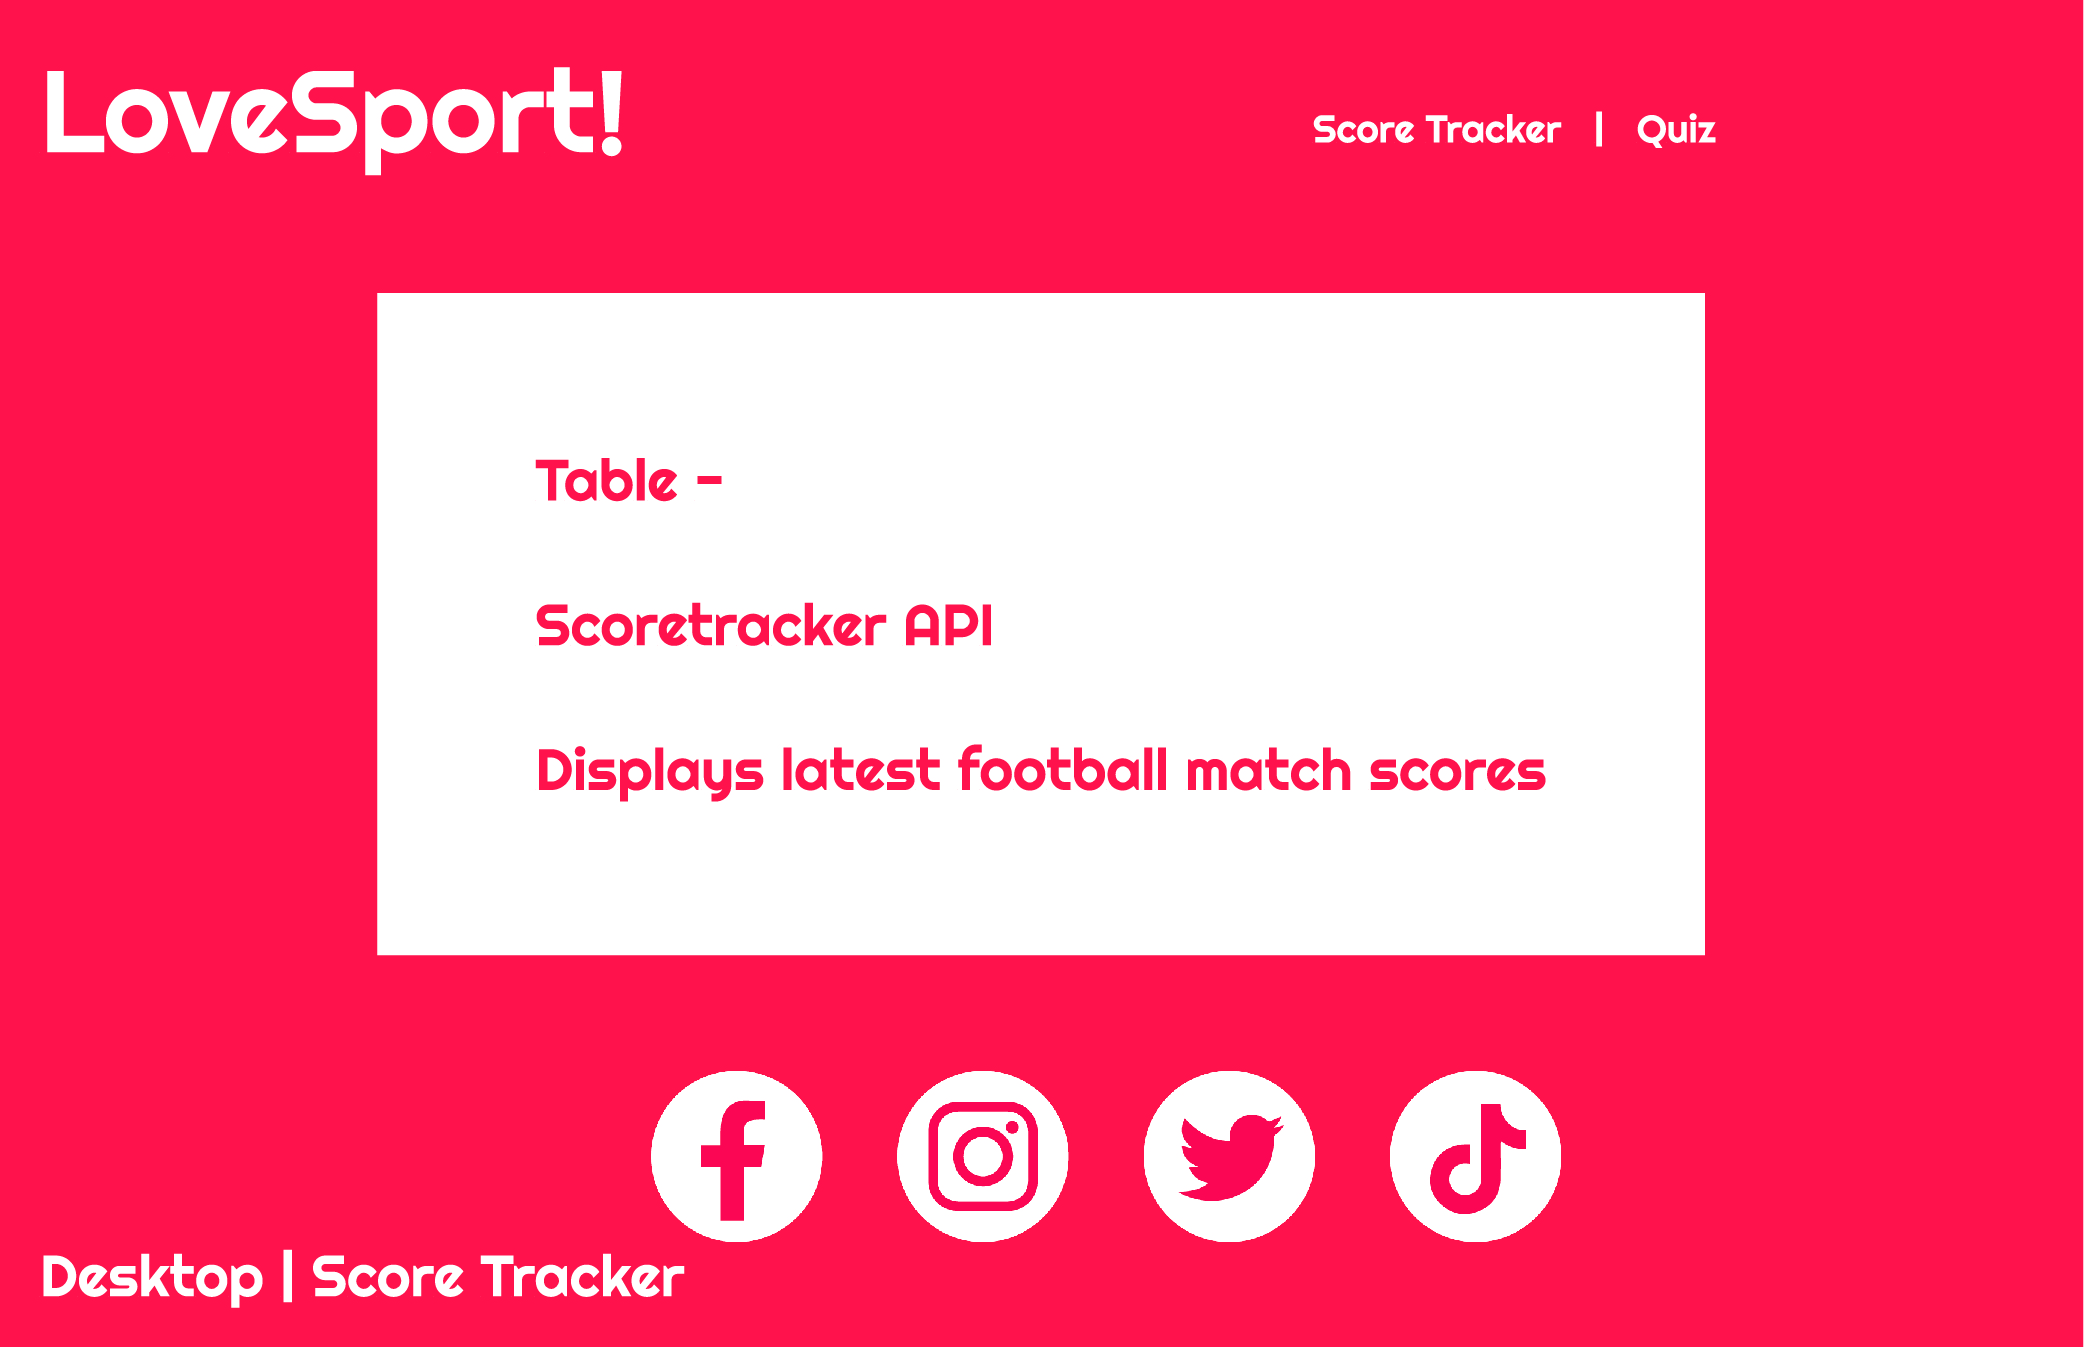 LoveSport!
Score Tracker | Quiz
Table -
Scoretracker API
Displays latest football match scores
Desktop | Score Tracker